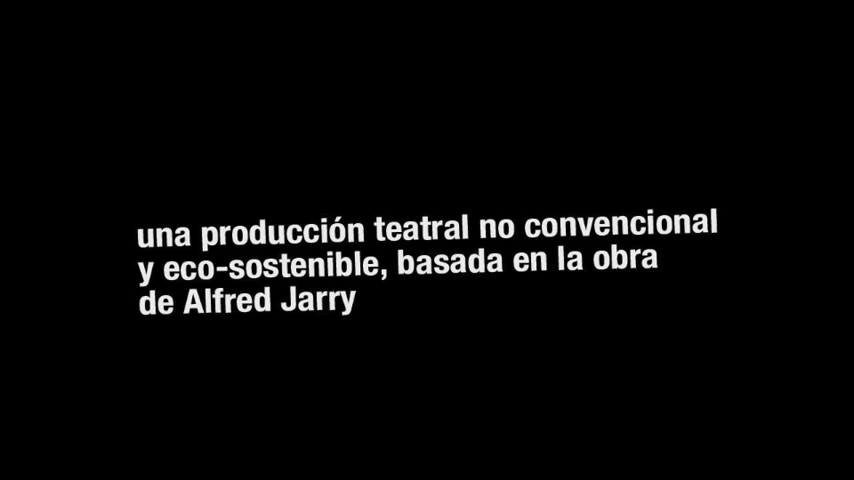 una producción teatral no convencional
y eco-sostenible, basada en la obra
de Alfred Jarry